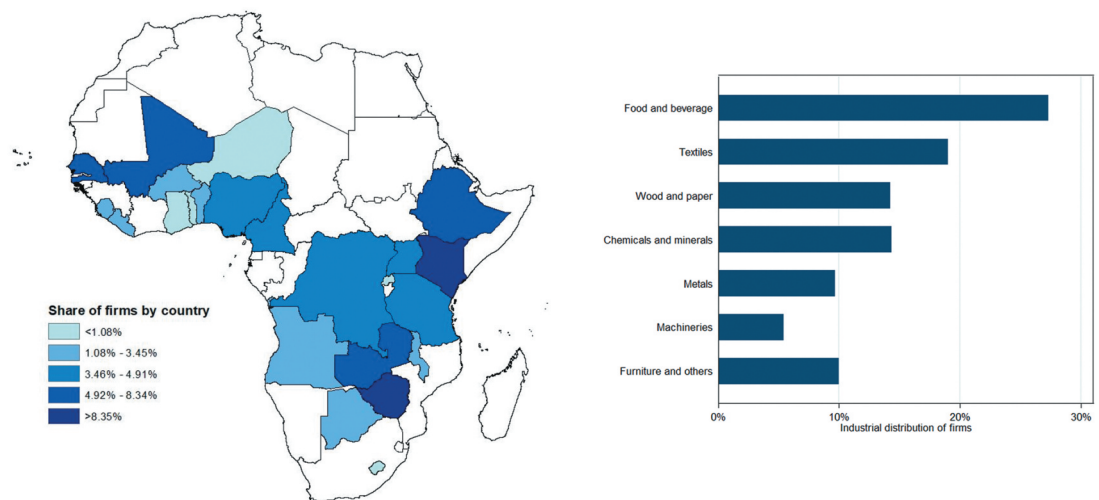 Share of firms by country
<1.08%
1.08% - 3.45%
3.46% - 4.91%
4.92% - 8.34%
>8.35%
Food and beverage
Textiles
Wood and paper
Chemicals and minerals
Metals
Machineries
Furniture and others
0%
10%
20%
30%
Industrial distribution of firms